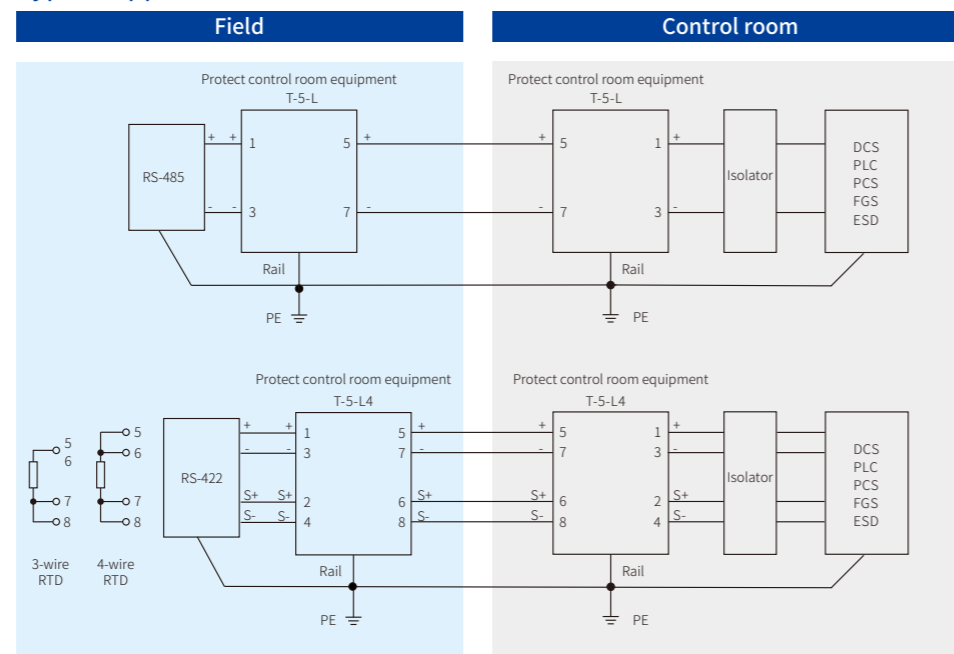 Field
Control room
Protect control room equipment
T-5-L
Protect control room equipment
T-5-L
RS-485
+ + 1 5 +
- - 3 7 -
Rail
PE
+ 5 1 +
- 7 3 -
Rail
PE
Isolator
DCS
PLC
PCS
FGS
ESD
Protect control room equipment
T-5-L4
Protect control room equipment
T-5-L4
5
6
7
8
3-wire
RTD
5
6
7
8
4-wire
RTD
RS-422
+ + 1 5 +
- - 3 7 -
S+ S+ 2 6 S+
S- S- 4 8 S-
Rail
PE
+ 5 1 +
- 7 3 -
S+ 6 2 S+
S- 8 4 S-
Rail
PE
Isolator
DCS
PLC
PCS
FGS
ESD